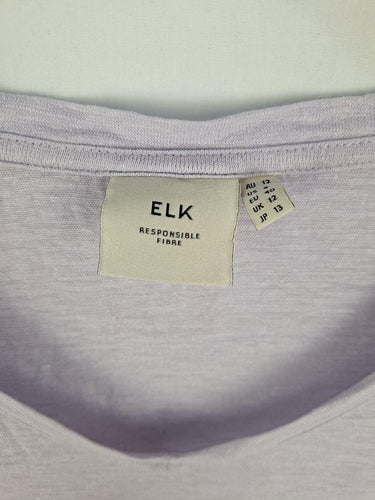 ELK
RESPONSIBLE
FIBRE
AU 12
EU 40
UK 12
JP 13